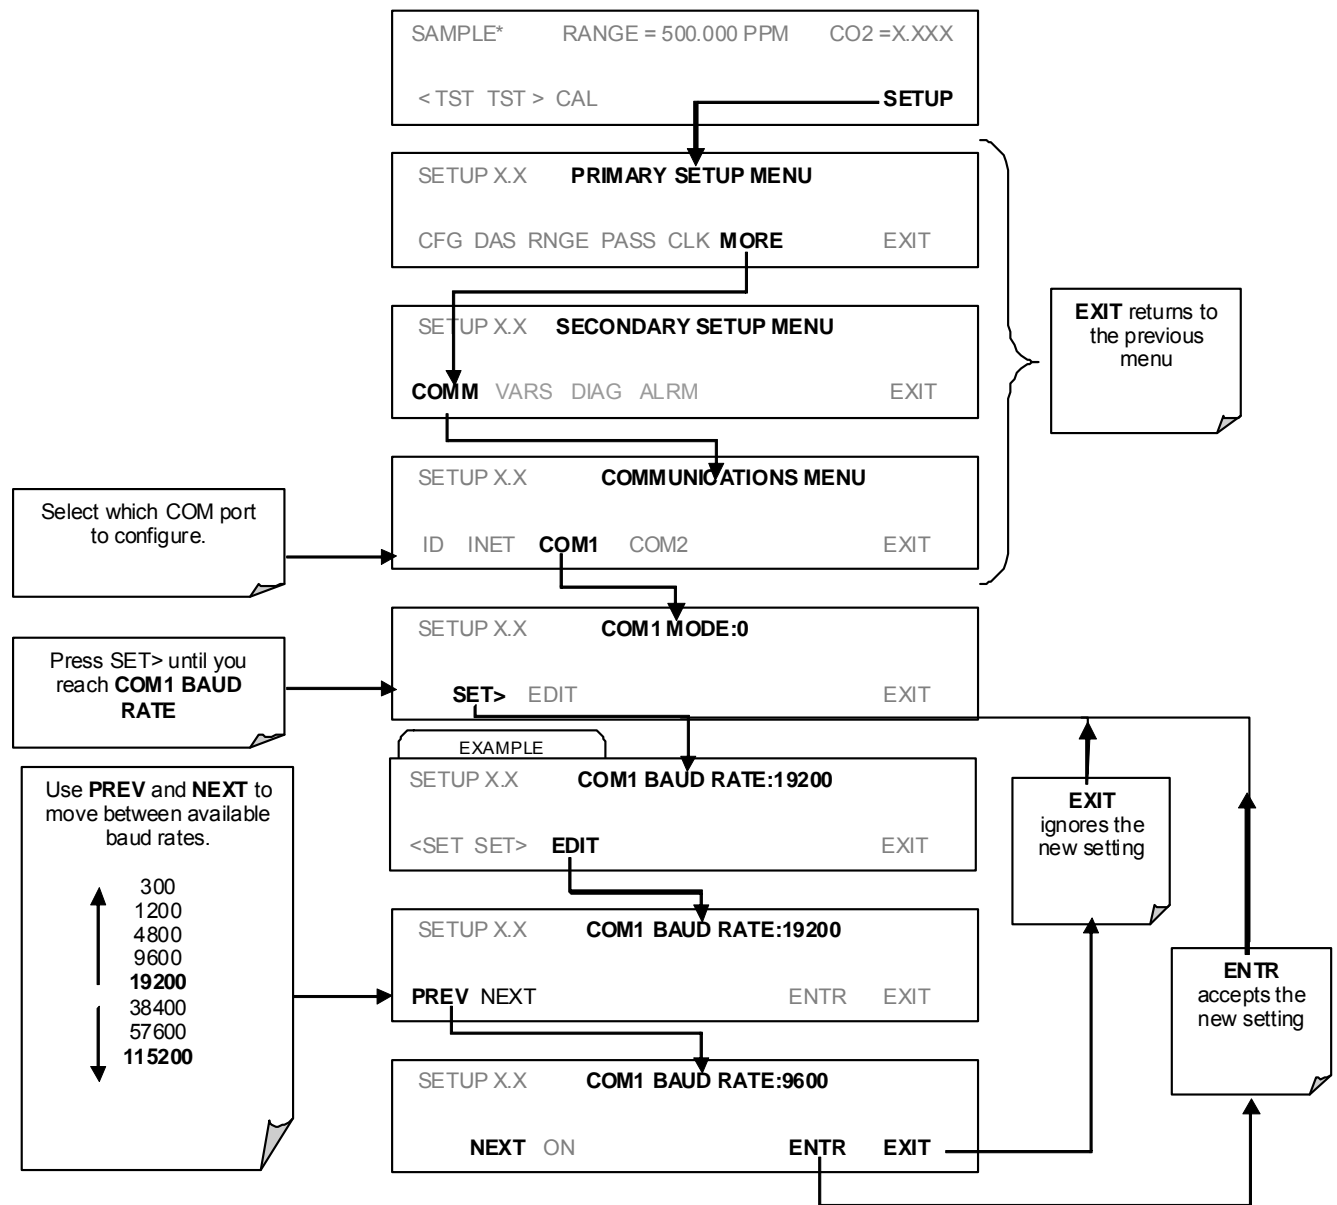 SAMPLE* RANGE = 500.000 PPM CO2 =X.XXX
< TST TST > CAL SETUP
SETUP X.X PRIMARY SETUP MENU
CFG DAS RNGE PASS CLK MORE EXIT
SETUP X.X SECONDARY SETUP MENU
COMM VARS DIAG ALRM EXIT
EXIT returns to
the previous
menu
SETUP X.X COMMUNICATIONS MENU
ID INET COM1 COM2 EXIT
Select which COM port
to configure.
SETUP X.X COM1 MODE:0
SET> EDIT EXIT
Press SET> until you
reach COM1 BAUD
RATE
EXAMPLE
SETUP X.X COM1 BAUD RATE:19200
<SET SET> EDIT EXIT
Use PREV and NEXT to
move between available
baud rates.
300
1200
4800
9600
19200
38400
57600
115200
EXIT
ignores the
new setting
SETUP X.X COM1 BAUD RATE:19200
PREV NEXT ENTR EXIT
ENTR
accepts the
new setting
SETUP X.X COM1 BAUD RATE:9600
NEXT ON ENTR EXIT